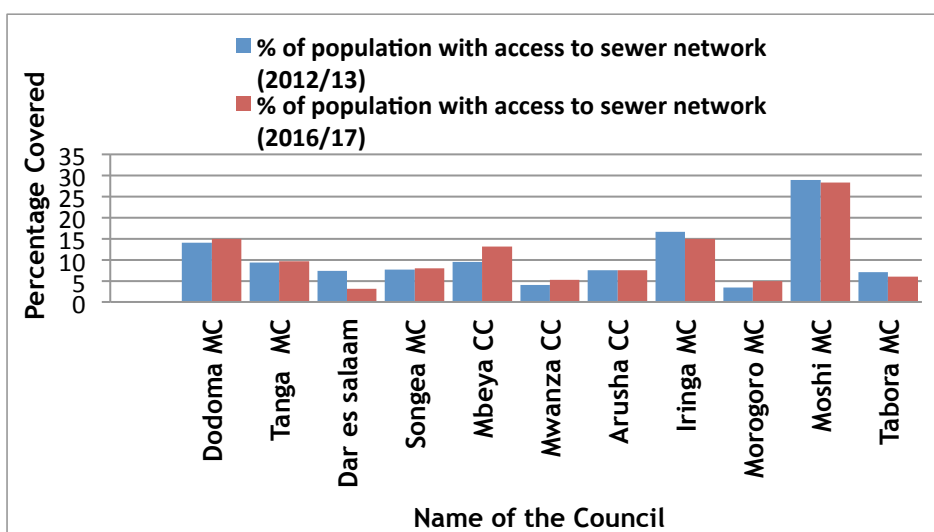 % of population with access to sewer network
(2012/13)
% of population with access to sewer network
(2016/17)
Percentage Covered
35
30
25
20
15
10
5
0
Dodoma MC
Tanga MC
Dar es salaam
Songea MC
Mbeya CC
Mwanza CC
Arusha CC
Iringa MC
Morogoro MC
Moshi MC
Tabora MC
Name of the Council